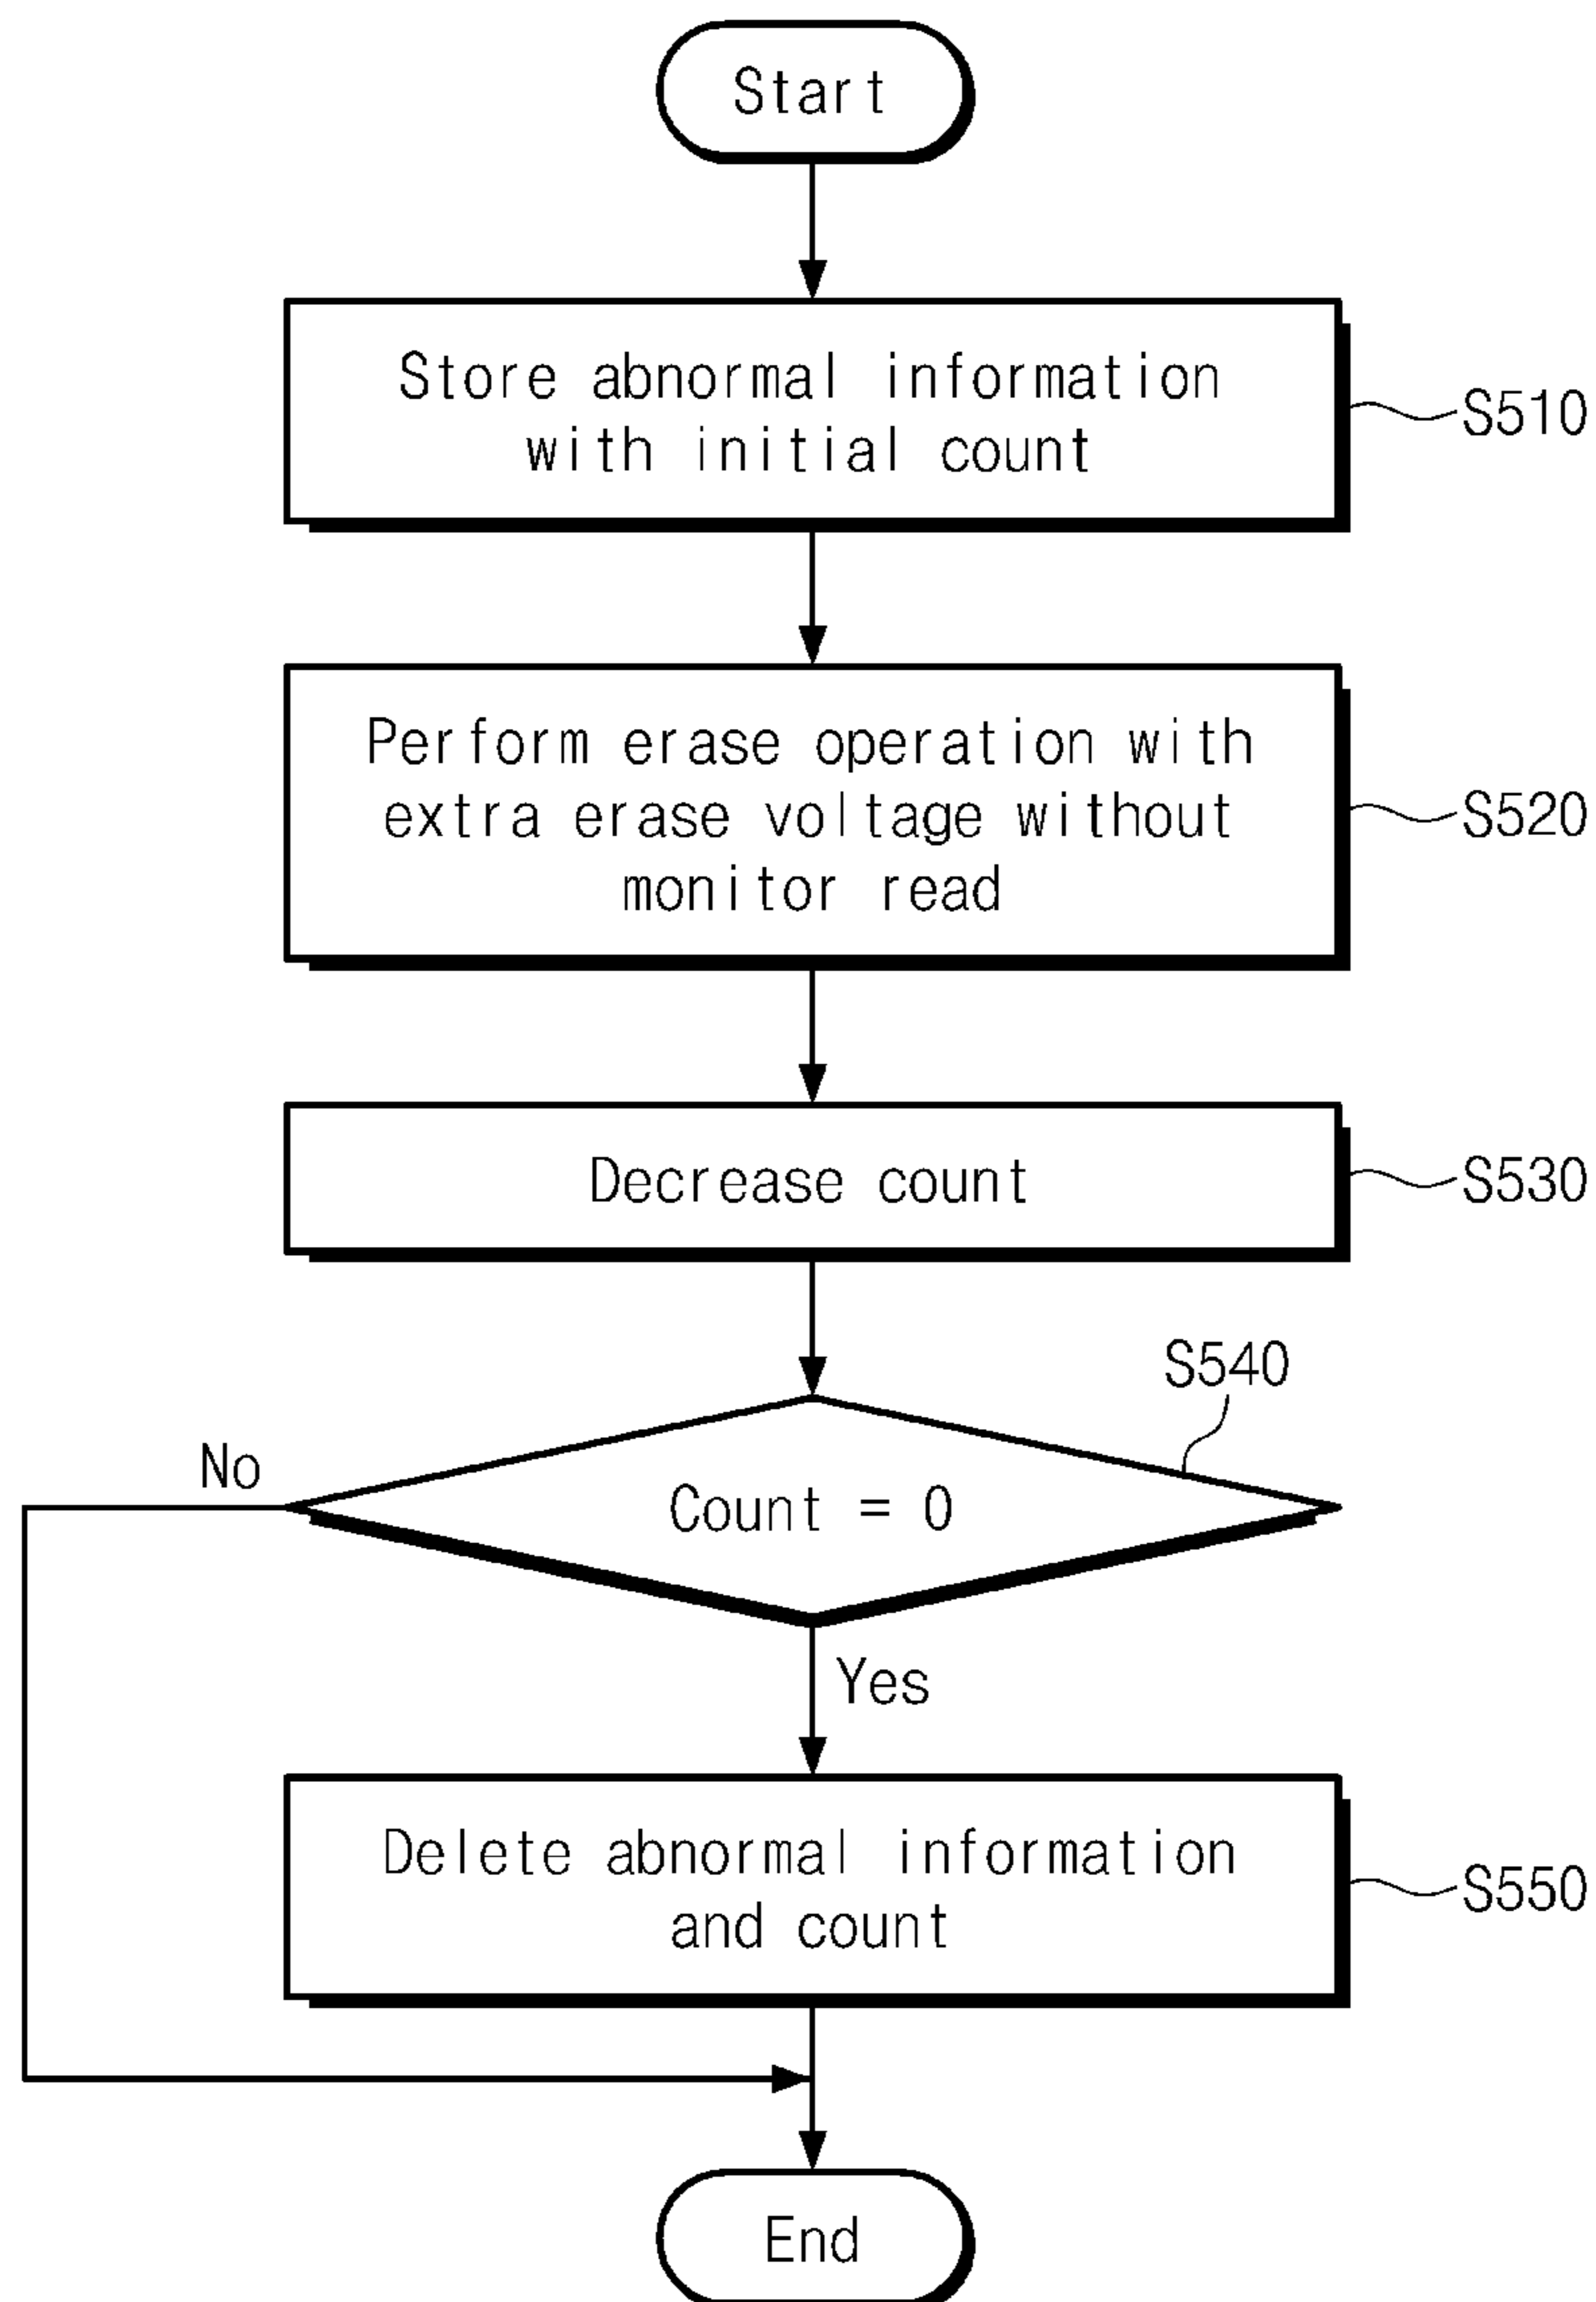 Start
Store abnormal information
with initial count
S510
Perform erase operation with
extra erase voltage without
monitor read
S520
Decrease count
S530
S540
No
Count = 0
Yes
Delete abnormal information
and count
S550
End